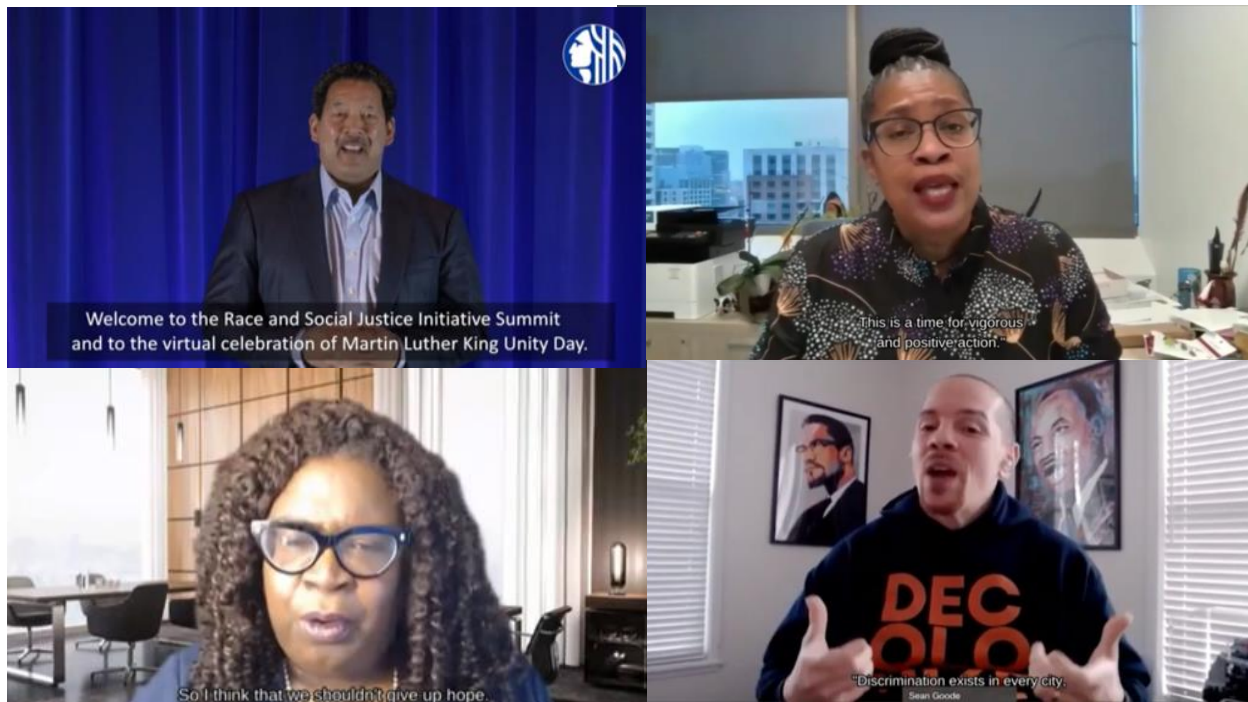 Welcome to the Race and Social Justice Initiative Summit
and to the virtual celebration of Martin Luther King Unity Day.
This is a time for vigorous
and positive action."
So I think that we shouldn't give up hope.
DEC
OLO
"Discrimination exists in every city.
Sean Goode